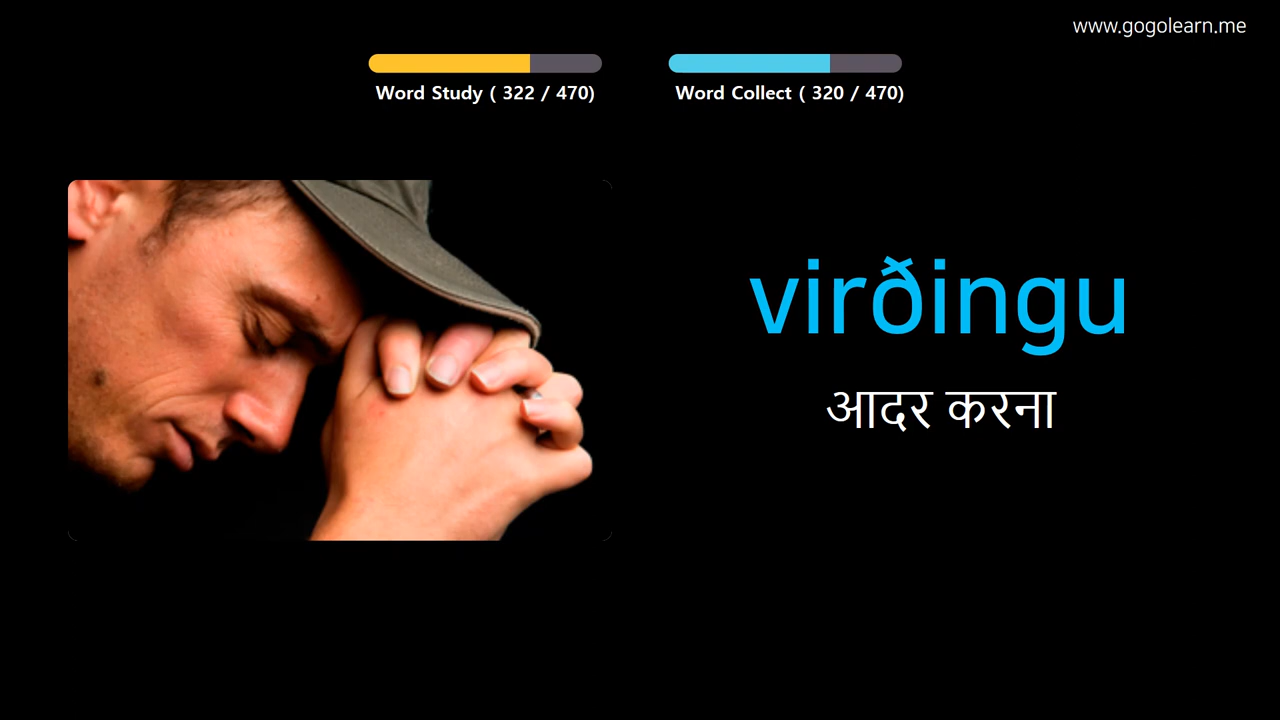 www.gogolearn.me
Word Study ( 322 / 470)
Word Collect ( 320 / 470)
virðingu
आदर करना